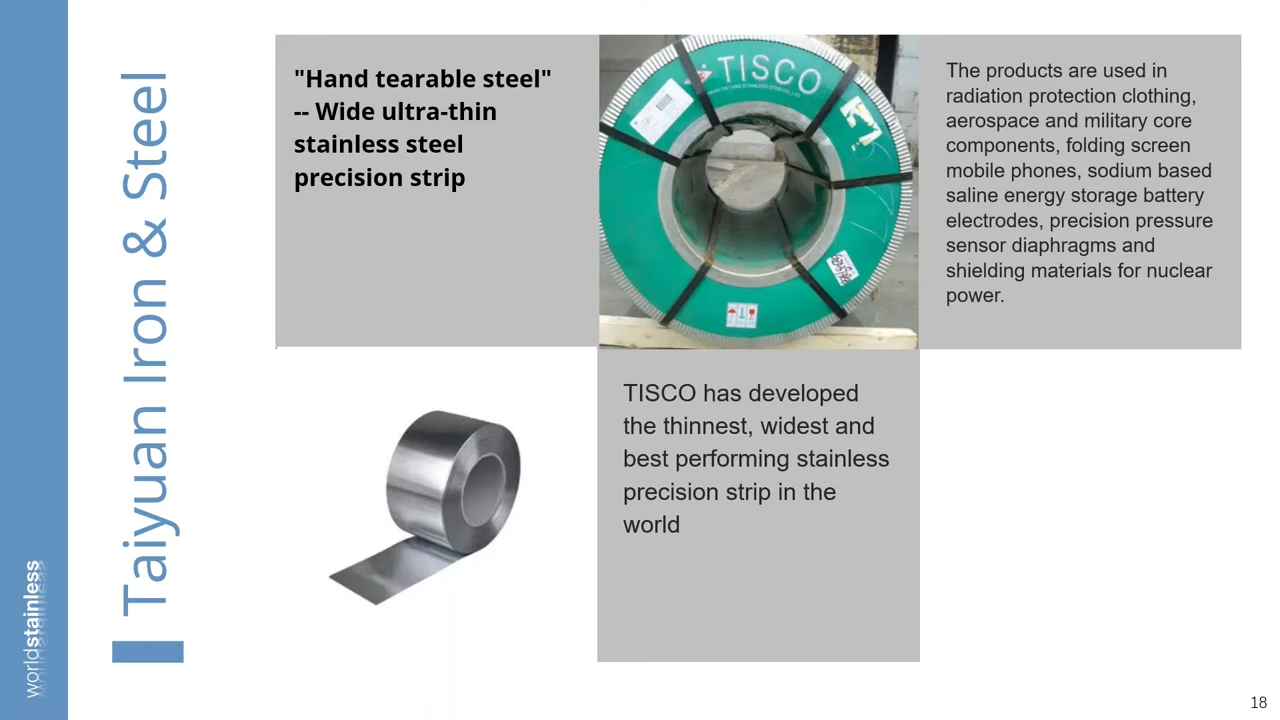 Taiyuan Iron & Steel
worldstainless
"Hand tearable steel"
-- Wide ultra-thin
stainless steel
precision strip
TISCO
The products are used in
radiation protection clothing,
aerospace and military core
components, folding screen
mobile phones, sodium based
saline energy storage battery
electrodes, precision pressure
sensor diaphragms and
shielding materials for nuclear
power.
TISCO has developed
the thinnest, widest and
best performing stainless
precision strip in the
world
18